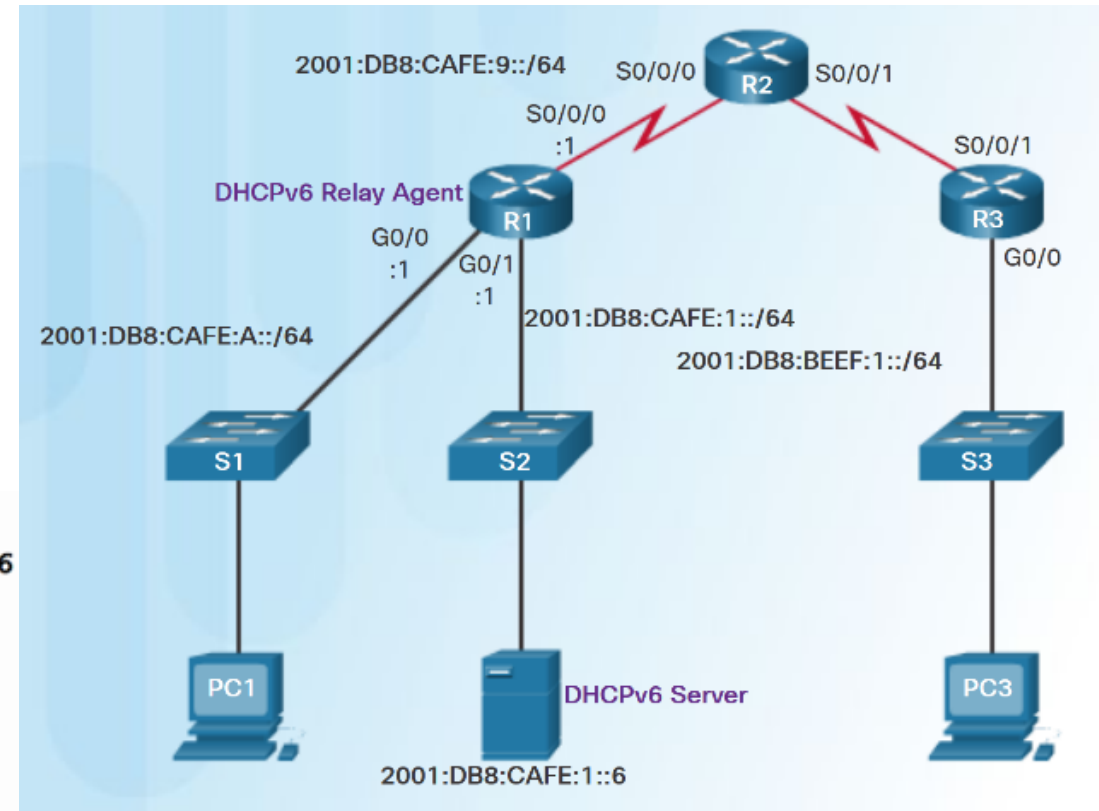 2001:DB8:CAFE:9::/64
S0/0/0
R2
S0/0/1
S0/0/0
:1
S0/0/1
DHCPv6 Relay Agent
R1
R3
G0/0
:1
G0/1
:1
G0/0
2001:DB8:CAFE:A::/64
2001:DB8:CAFE:1::/64
2001:DB8:BEEF:1::/64
S1
S2
S3
6
PC1
DHCPv6 Server
PC3
2001:DB8:CAFE:1::6